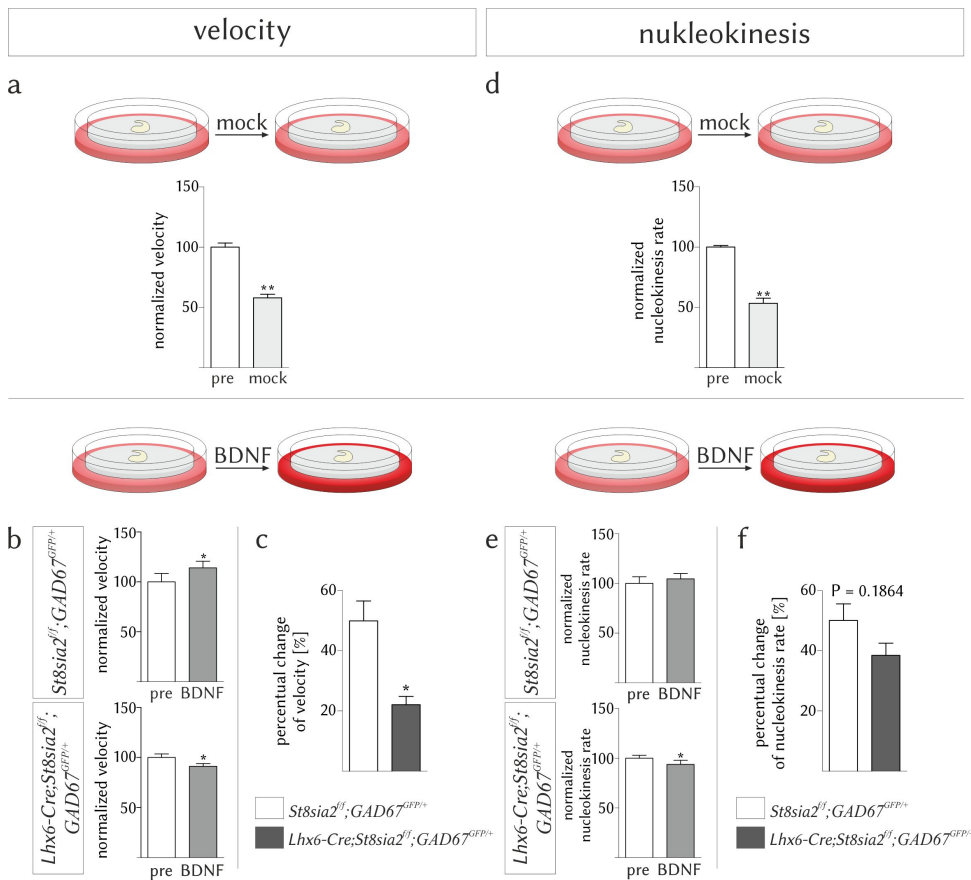 velocity
nukleokinesis
a
mock
normalized velocity
150
100
50
**
pre mock
d
mock
normalized
nucleokinesis rate
150
100
50
**
pre mock
BDNF
BDNF
b
St8sia2f/f;GAD67GFP/+
normalized velocity
150
100
50
*
pre BDNF
Lhx6-Cre;St8sia2f/f;
GAD67GFP/+
normalized velocity
150
100
50
*
pre BDNF
c
percentual change
of velocity [%]
60
40
20
*
St8sia2f/f;GAD67GFP/+
Lhx6-Cre;St8sia2f/f;GAD67GFP/+
e
St8sia2f/f;GAD67GFP/+
normalized
nucleokinesis rate
150
100
50
pre BDNF
Lhx6-Cre;St8sia2f/f;
GAD67GFP/+
normalized
nucleokinesis rate
150
100
50
*
pre BDNF
f
percentual change
of nucleokinesis rate [%]
60
40
20
P = 0.1864
St8sia2f/f;GAD67GFP/+
Lhx6-Cre;St8sia2f/f;GAD67GFP/-